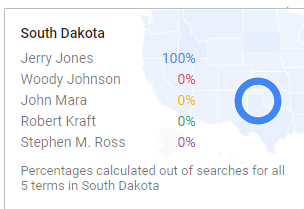 South Dakota
Jerry Jones 100%
Woody Johnson 0%
John Mara 0%
Robert Kraft 0%
Stephen M. Ross 0%
Percentages calculated out of searches for all
5 terms in South Dakota